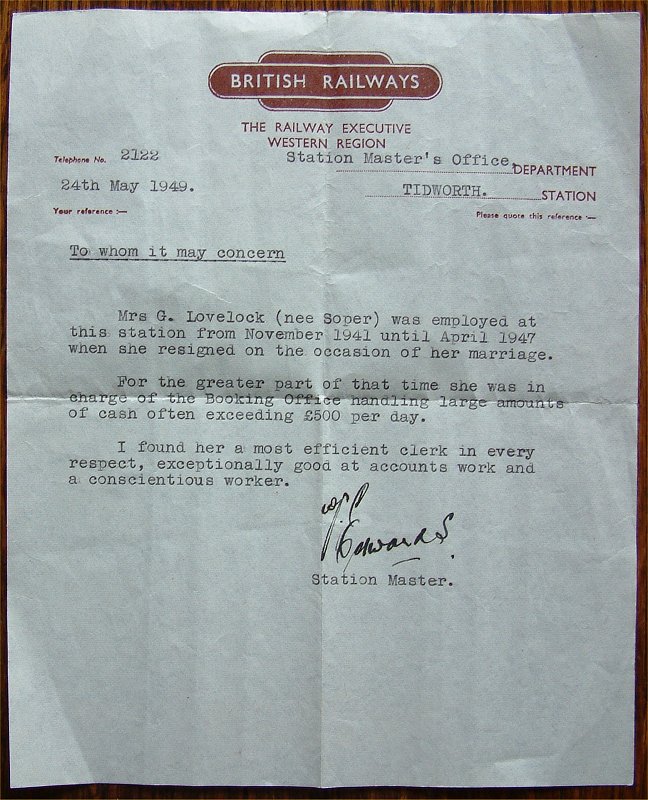 BRITISH RAILWAYS
THE RAILWAY EXECUTIVE
WESTERN REGION
Telephone No. 2122
Station Master's Office, DEPARTMENT
24th May 1949.
TIDWORTH. STATION
Your reference :—
Please quote this reference :—
To whom it may concern
Mrs G. Lovelock (nee Soper) was employed at
this station from November 1941 until April 1947
when she resigned on the occasion of her marriage.
For the greater part of that time she was in
charge of the Booking Office handling large amounts
of cash often exceeding £500 per day.
I found her a most efficient clerk in every
respect, exceptionally good at accounts work and
a conscientious worker.
Edwards
Station Master.